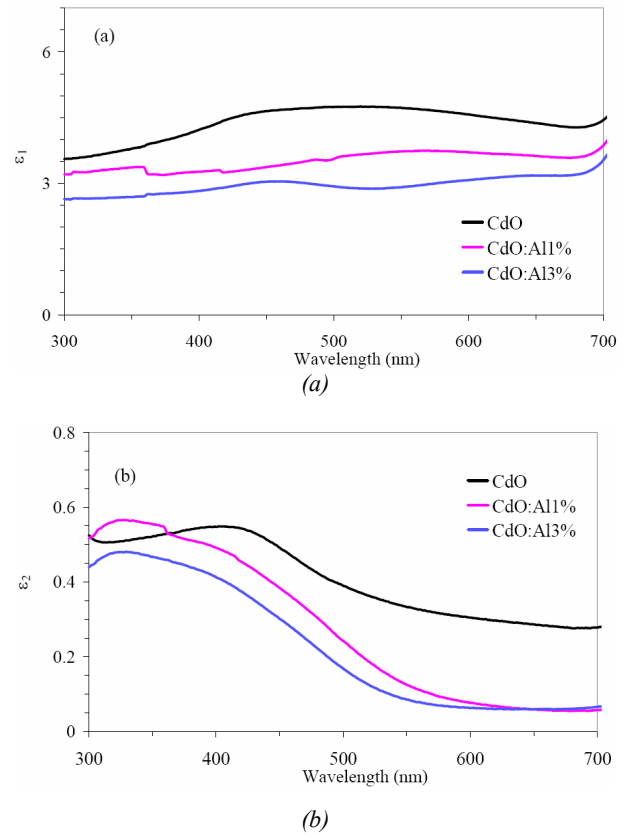 (a)
6
3
0
ε1
CdO
CdO:Al1%
CdO:Al3%
300 400 500 600 700
Wavelength (nm)
(a)
0.8
0.6
0.4
0.2
0
(b)
ε2
CdO
CdO:Al1%
CdO:Al3%
300 400 500 600 700
Wavelength (nm)
(b)